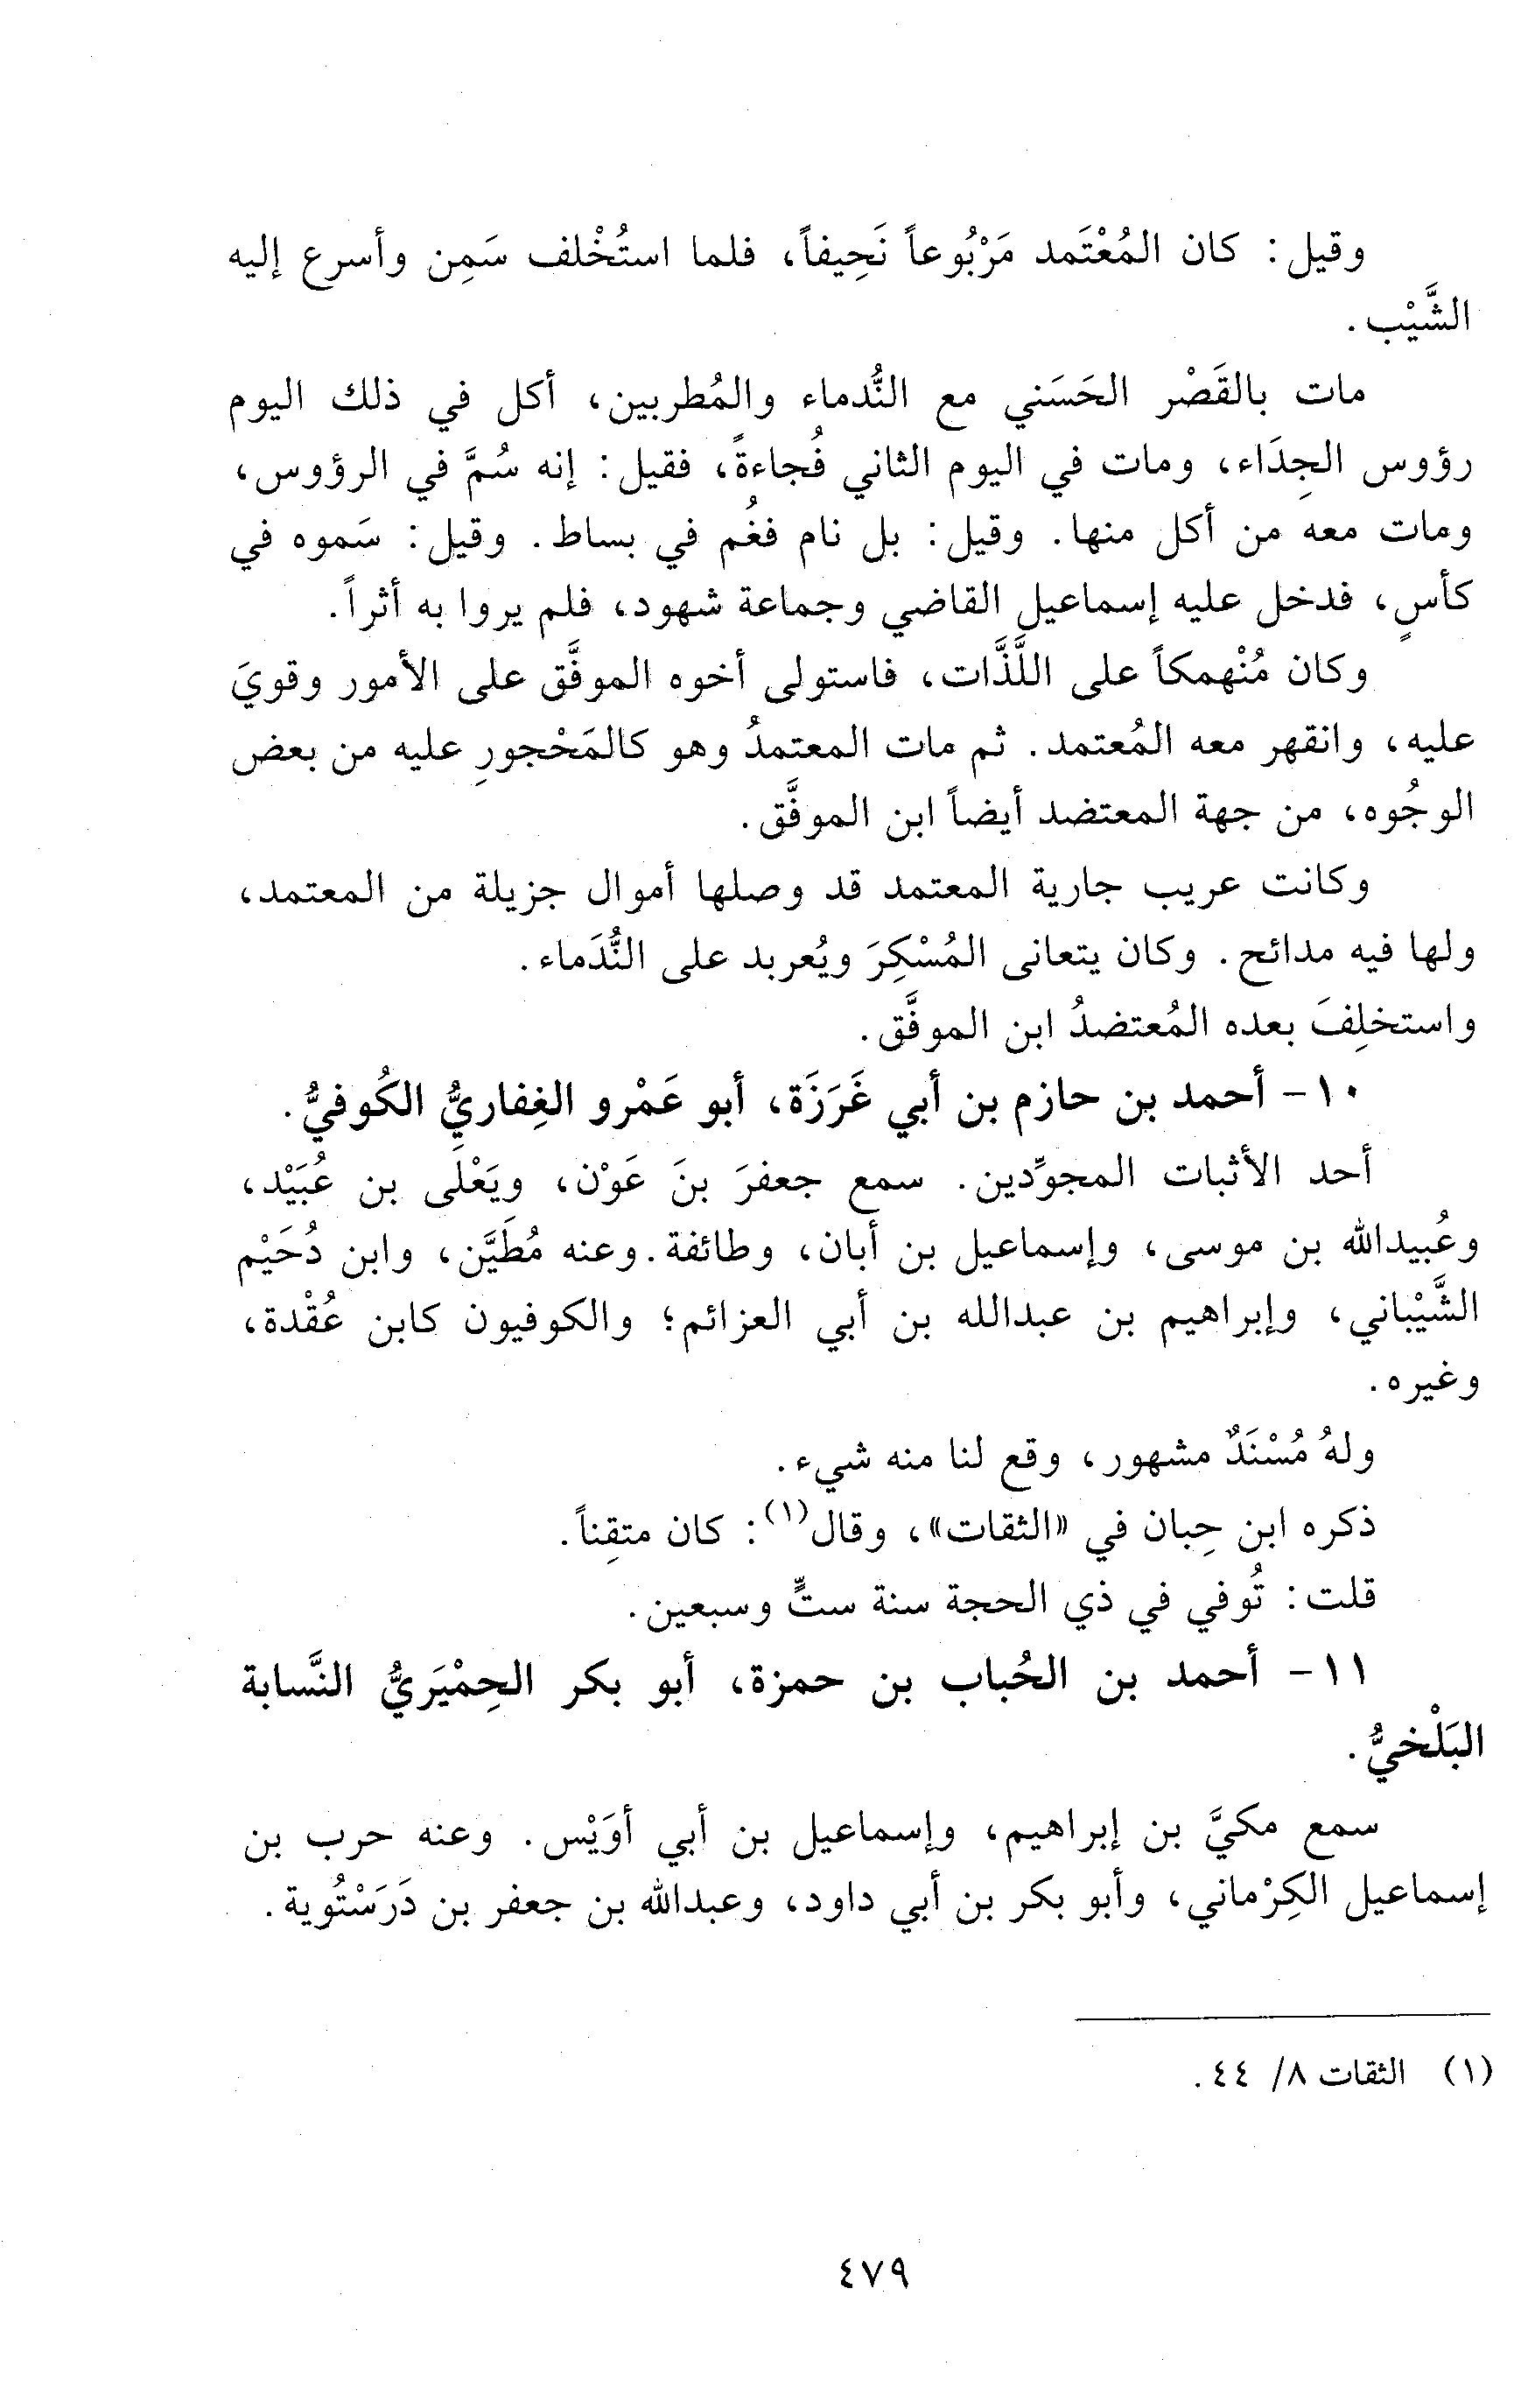 وقيل: كان المُعْتَمد مَرْبُوعاً نَحِيفاً، فلما استُخْلف سَمِن وأسرع إليه
الشَّيْب.
مات بالقَصْر الحَسَني مع النُّدماء والمُطربين، أكل في ذلك اليوم
رؤوس الجِدَاء، ومات في اليوم الثاني فُجاءةً، فقيل: إنه سُمَّ في الرؤوس،
ومات معه من أكل منها. وقيل: بل نام فغُم في بساط. وقيل: سَموه في
كأسٍ، فدخل عليه إسماعيل القاضي وجماعة شهود، فلم يروا به أثراً.
وكان مُنْهمكاً على اللَّذَّات، فاستولى أخوه الموفَّق على الأمور وقويَ
عليه، وانقهر معه المُعتمد. ثم مات المعتمدُ وهو كالمَحْجورِ عليه من بعض
الوجُوه، من جهة المعتضد أيضاً ابن الموفَّق.
وكانت عريب جارية المعتمد قد وصلها أموال جزيلة من المعتمد،
ولها فيه مدائح. وكان يتعانى المُسْكِرَ ويُعربد على النُّدَماء.
واستخلِفَ بعده المُعتضدُ ابن الموفَّق.
١٠- أحمد بن حازم بن أبي غَرَزَة، أبو عَمْرو الغِفاريُّ الكُوفيُّ.
أحد الأثبات المجوِّدين. سمع جعفرَ بنَ عَوْن، ويَعْلَى بن عُبَيْد،
وعُبيدالله بن موسى، وإسماعيل بن أبان، وطائفة. وعنه مُطَيَّن، وابن دُحَيْم
الشَّيْباني، وإبراهيم بن عبدالله بن أبي العزائم؛ والكوفيون كابن عُقْدة،
وغيره.
ولهُ مُسْنَدٌ مشهور، وقع لنا منه شيء.
ذكره ابن حِبان في «الثقات»، وقال(١): كان متقِناً.
قلت: تُوفي في ذي الحجة سنة ستٍّ وسبعين.
١١- أحمد بن الحُباب بن حمزة، أبو بكر الحِمْيَريُّ النَّسابة
البَلْخيُّ.
سمع مكيَّ بن إبراهيم، وإسماعيل بن أبي أوَيْس. وعنه حرب بن
إسماعيل الكِرْماني، وأبو بكر بن أبي داود، وعبدالله بن جعفر بن دَرَسْتُوية.
(١) الثقات ٨/ ٤٤.
٤٧٩